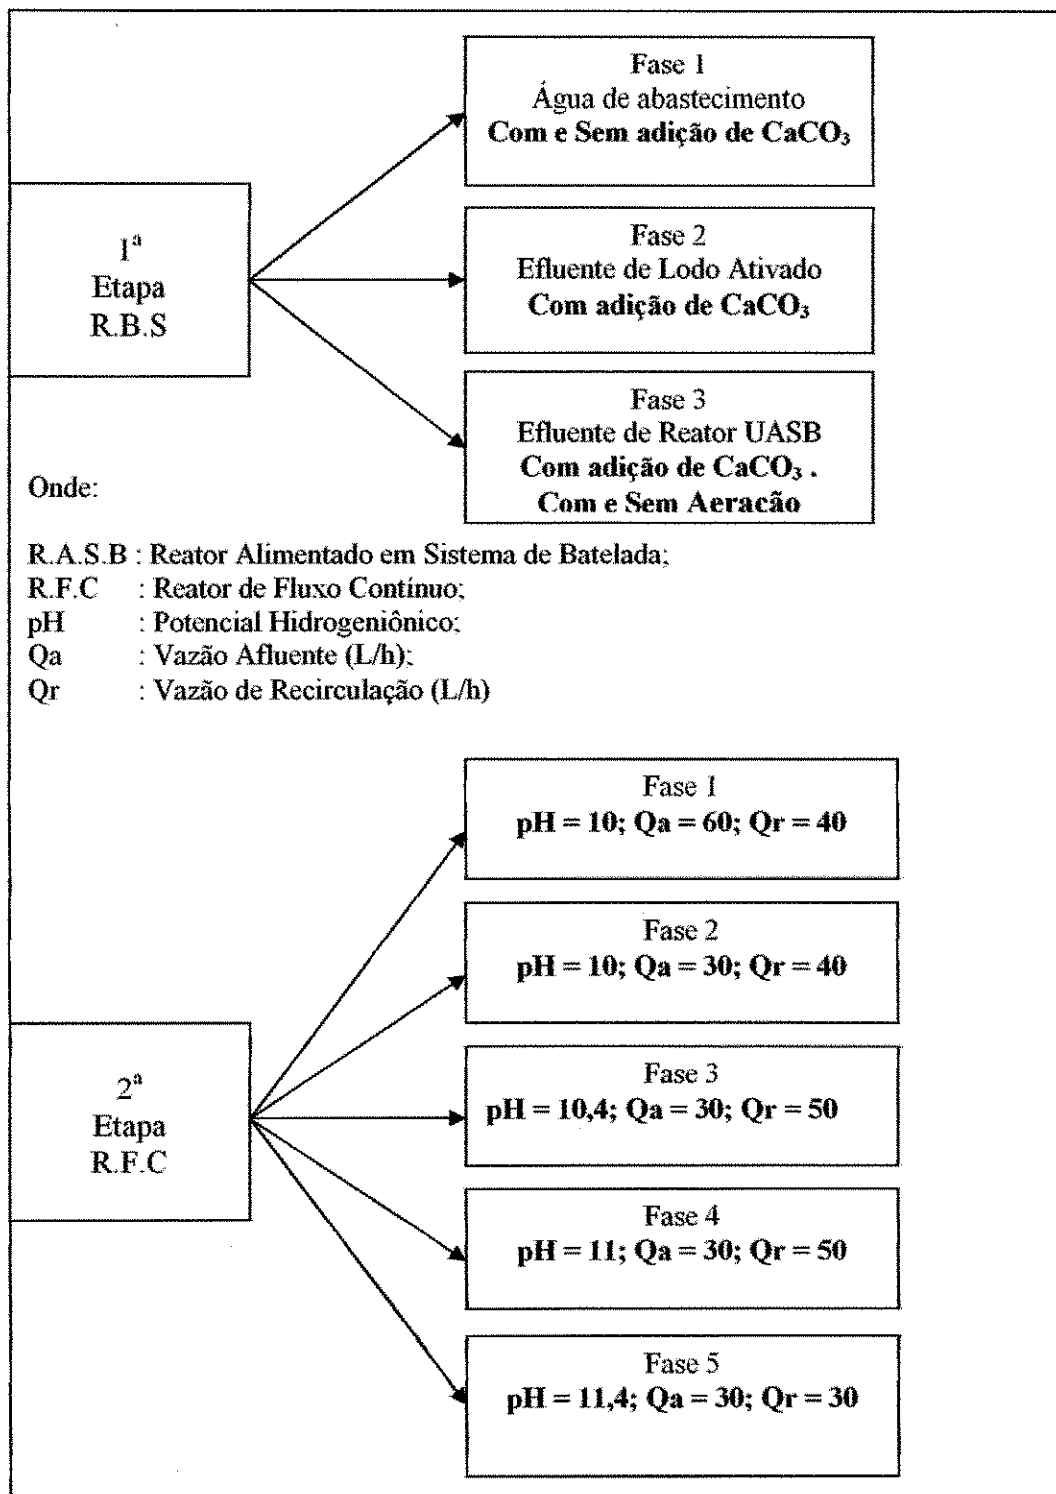 Fase 1
Água de abastecimento
Com e Sem adição de CaCO₃
1ª
Etapa
R.B.S
Fase 2
Efluente de Lodo Ativado
Com adição de CaCO₃
Fase 3
Efluente de Reator UASB
Com adição de CaCO₃ .
Com e Sem Aeracão
Onde:
R.A.S.B : Reator Alimentado em Sistema de Batelada;
R.F.C : Reator de Fluxo Contínuo;
pH : Potencial Hidrogeniônico;
Qa : Vazão Afluente (L/h);
Qr : Vazão de Recirculação (L/h)
Fase 1
pH = 10; Qa = 60; Qr = 40
Fase 2
pH = 10; Qa = 30; Qr = 40
2ª
Etapa
R.F.C
Fase 3
pH = 10,4; Qa = 30; Qr = 50
Fase 4
pH = 11; Qa = 30; Qr = 50
Fase 5
pH = 11,4; Qa = 30; Qr = 30